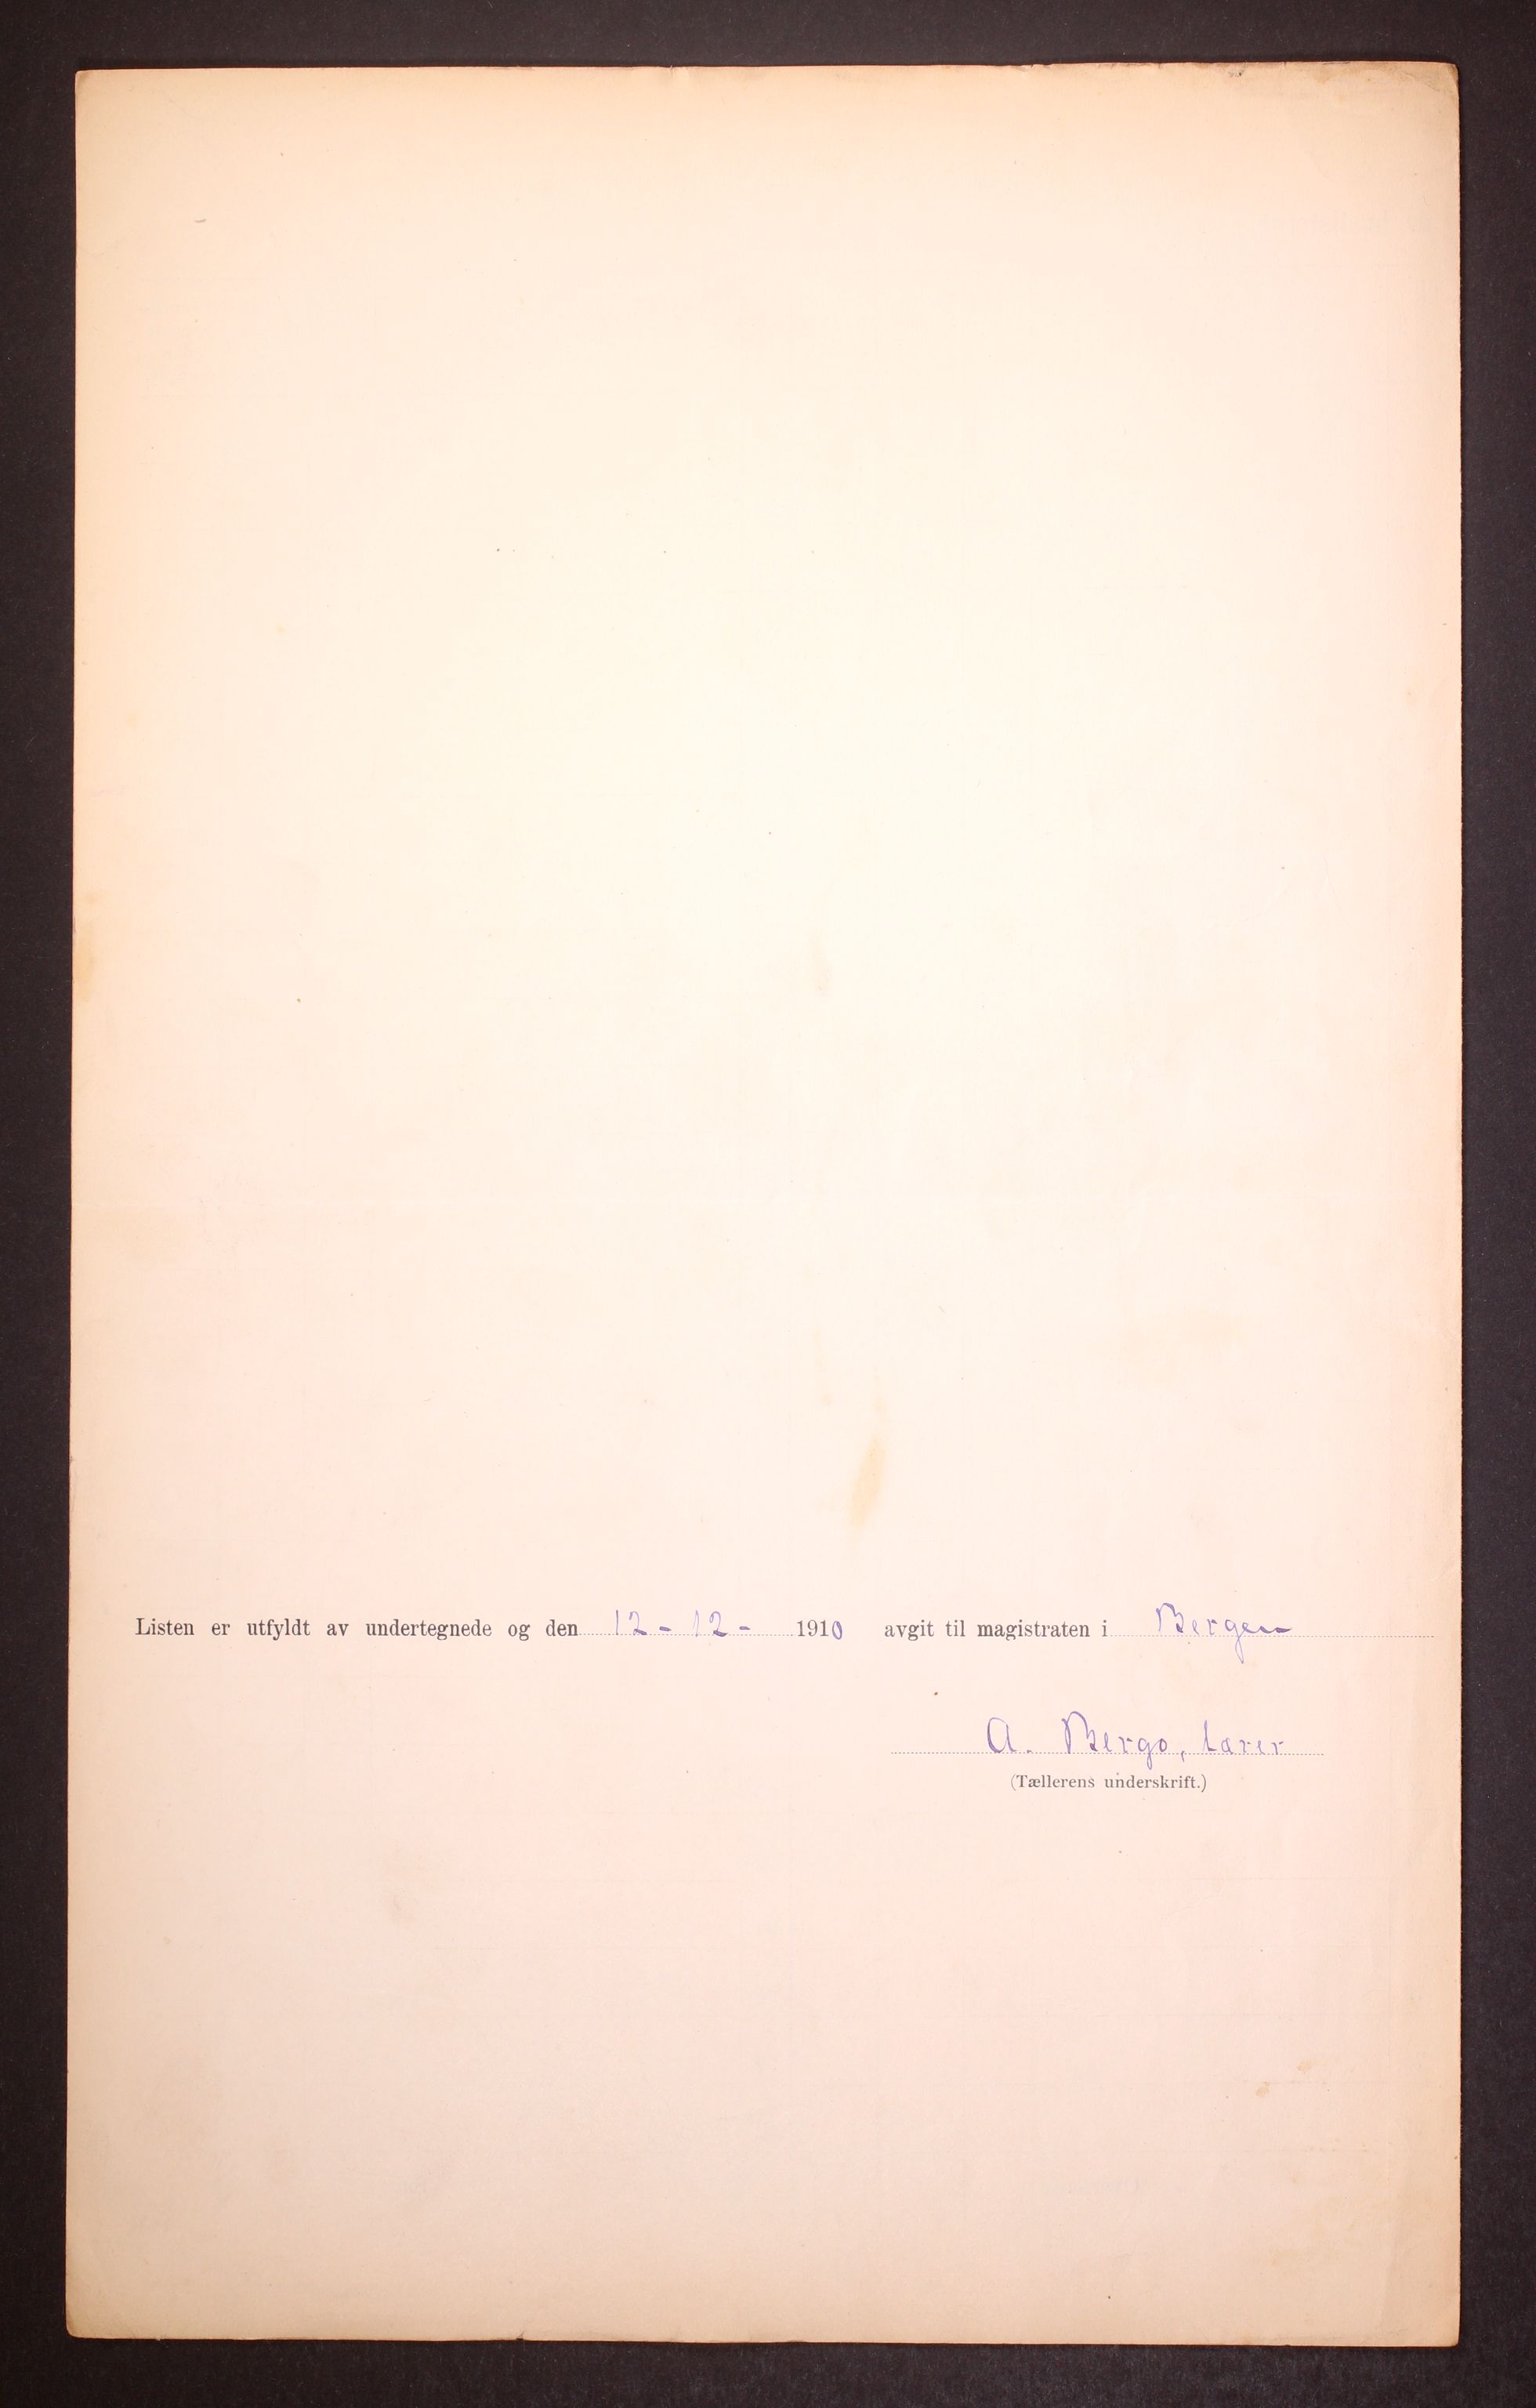 Listen er utfyldt av undertegnede og den 12 - 12 - 1910 avgit til magistraten i Bergen
A. Bergo, lærer
(Tællerens underskrift.)